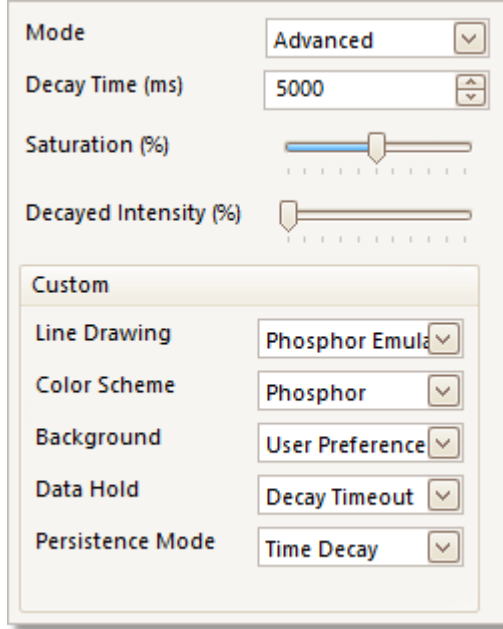 Mode Advanced
Decay Time (ms) 5000
Saturation (%)
Decayed Intensity (%)
Custom
Line Drawing Phosphor Emula
Color Scheme Phosphor
Background User Preference
Data Hold Decay Timeout
Persistence Mode Time Decay